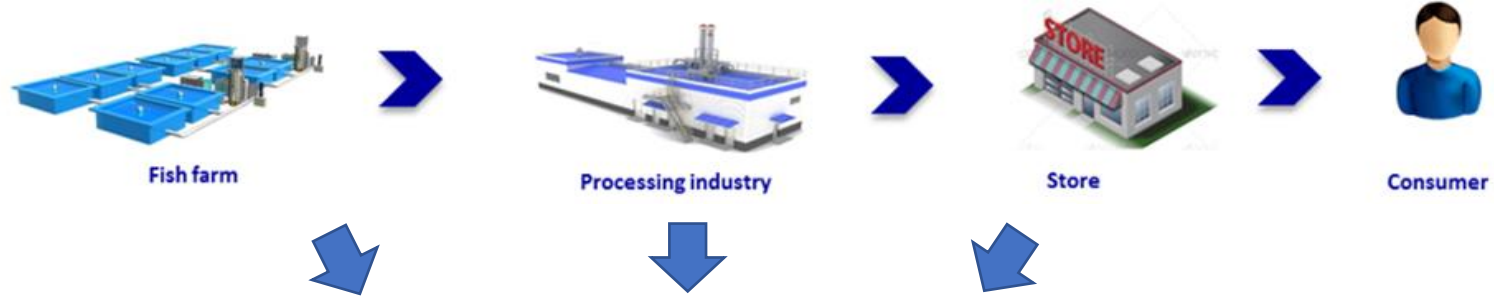 STORE
Fish farm
Processing industry
Store
Consumer